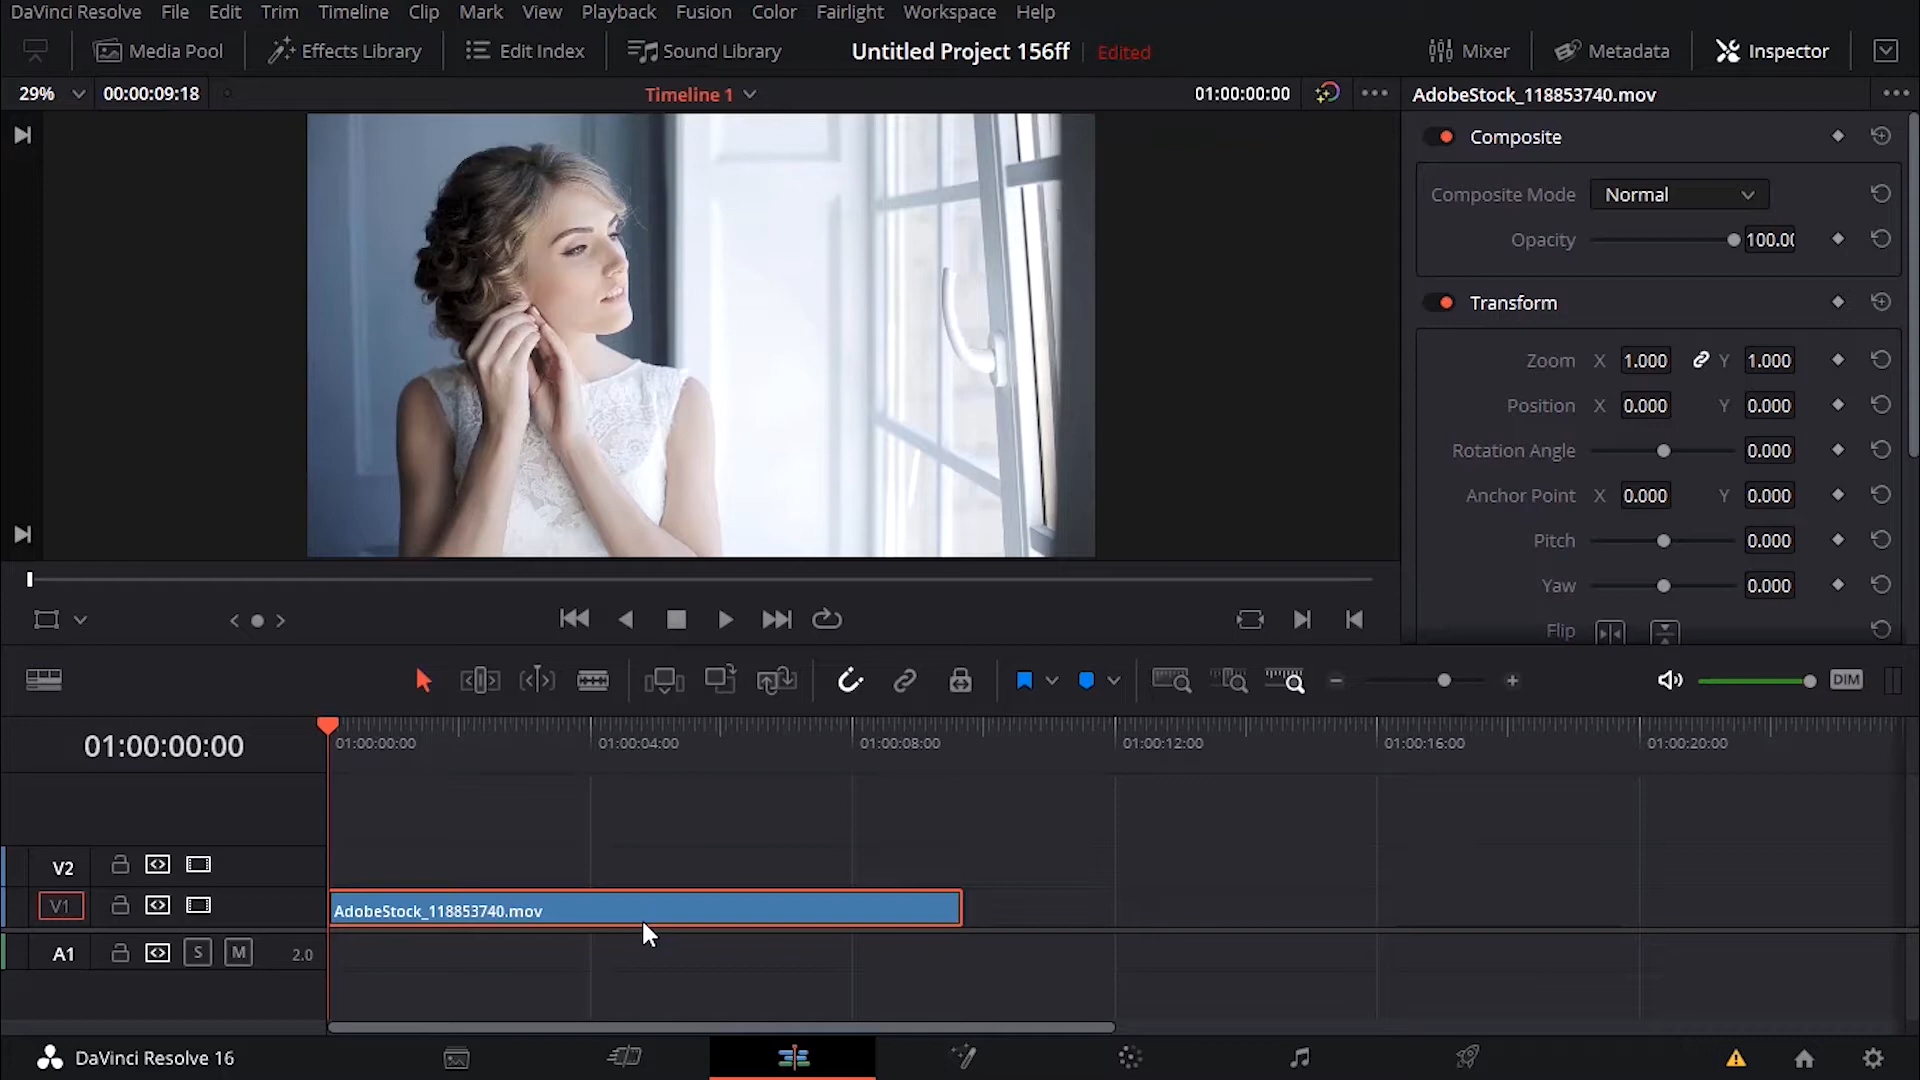 DaVinci Resolve File Edit Trim Timeline Clip Mark View Playback Fusion Color Fairlight Workspace Help
Media Pool Effects Library Edit Index Sound Library Untitled Project 156ff Edited Mixer Metadata Inspector
29% 00:00:09:18 Timeline 1 01:00:00:00 AdobeStock_118853740.mov
Composite
Composite Mode Normal
Opacity 100.00
Transform
Zoom X 1.000 Y 1.000
Position X 0.000 Y 0.000
Rotation Angle 0.000
Anchor Point X 0.000 Y 0.000
Pitch 0.000
Yaw 0.000
Flip
DIM
01:00:00:00 01:00:00:00 01:00:04:00 01:00:08:00 01:00:12:00 01:00:16:00 01:00:20:00
V2
V1 AdobeStock_118853740.mov
A1 S M 2.0
DaVinci Resolve 16